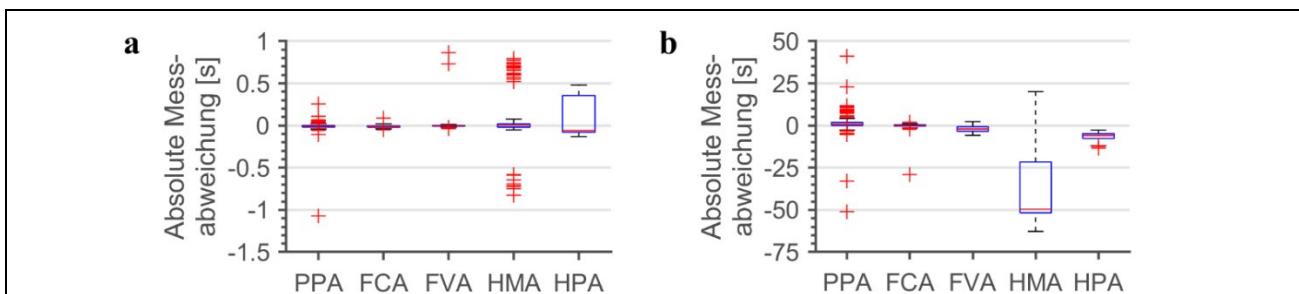 a
Absolute Mess-
abweichung [s]
1
0.5
0
-0.5
-1
-1.5
PPA FCA FVA HMA HPA
b
Absolute Mess-
abweichung [s]
50
25
0
-25
-50
-75
PPA FCA FVA HMA HPA